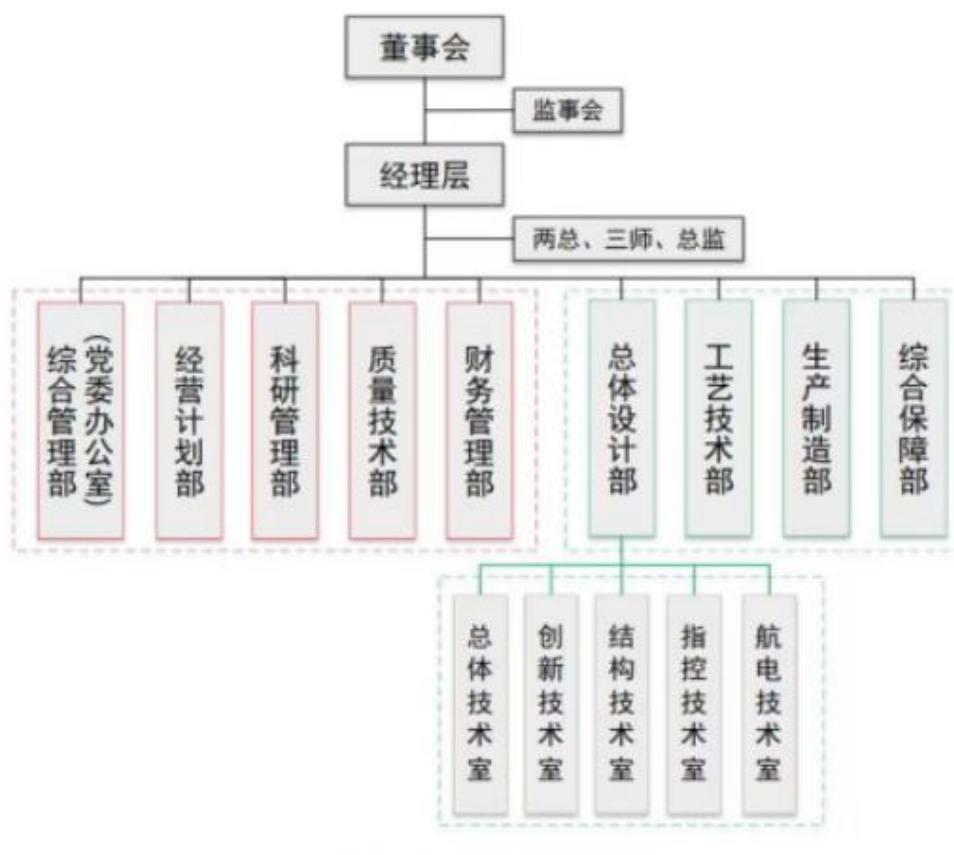 董事会
监事会
经理层
两总、三师、总监
综合管理部
(党委办公室)
经营计划部
科研管理部
质量技术部
财务管理部
总体设计部
工艺技术部
生产制造部
综合保障部
总体技术室
创新技术室
结构技术室
指控技术室
航电技术室